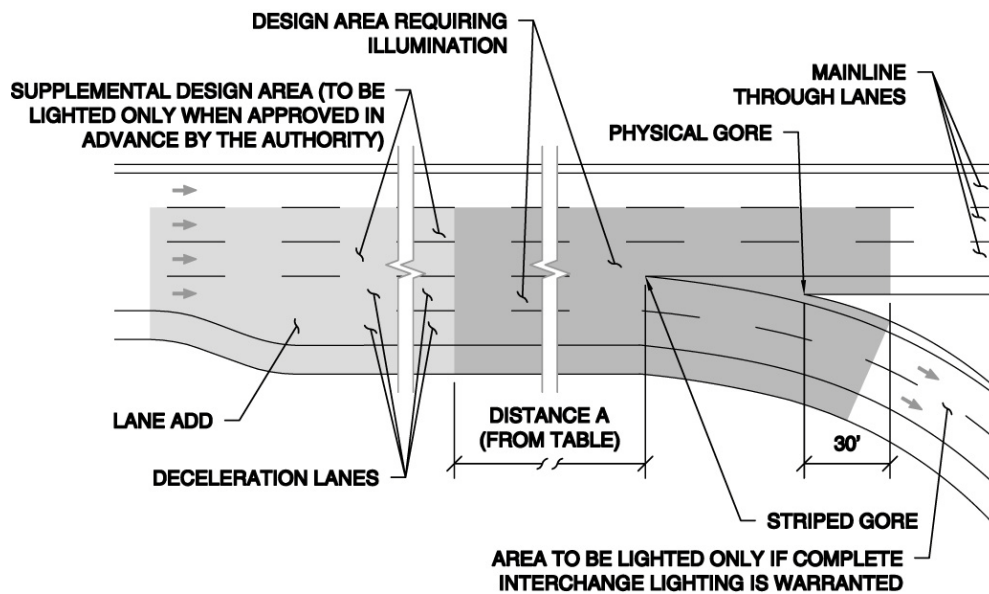 DESIGN AREA REQUIRING
ILLUMINATION
SUPPLEMENTAL DESIGN AREA (TO BE
LIGHTED ONLY WHEN APPROVED IN
ADVANCE BY THE AUTHORITY)
MAINLINE
THROUGH LANES
PHYSICAL GORE
LANE ADD
DISTANCE A
(FROM TABLE)
30'
DECELERATION LANES
STRIPED GORE
AREA TO BE LIGHTED ONLY IF COMPLETE
INTERCHANGE LIGHTING IS WARRANTED